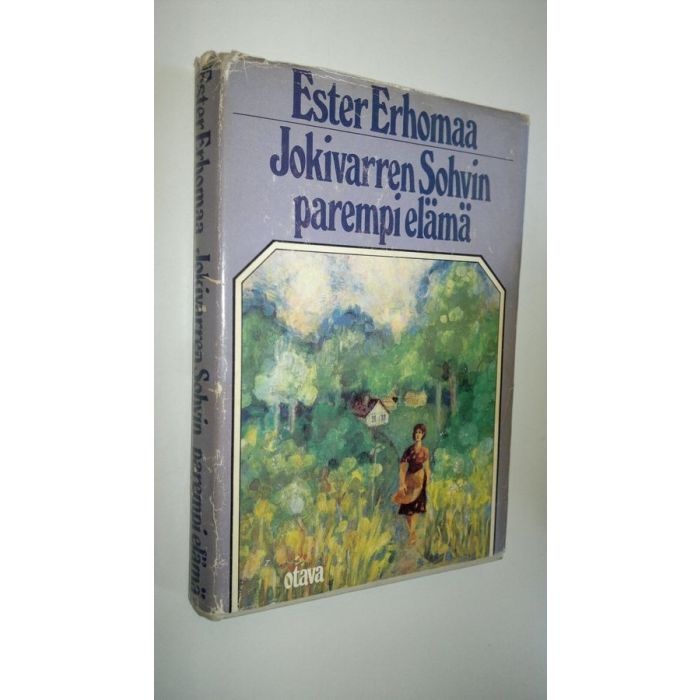 Ester Erhomaa
Jokivarren Sohvin
parempi elämä
otava
Ester Erhomaa Jokivarren Sohvin parempi elämä